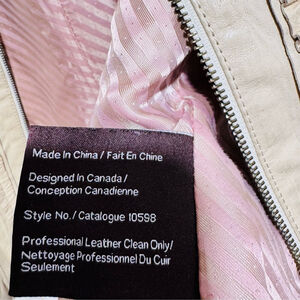 Made In China / Fait En Chine
Designed In Canada/
Conception Canadienne
Style No./ Catalogue 10598
Professional Leather Clean Only/
Nettoyage Professionnel Du Cuir
Seulement